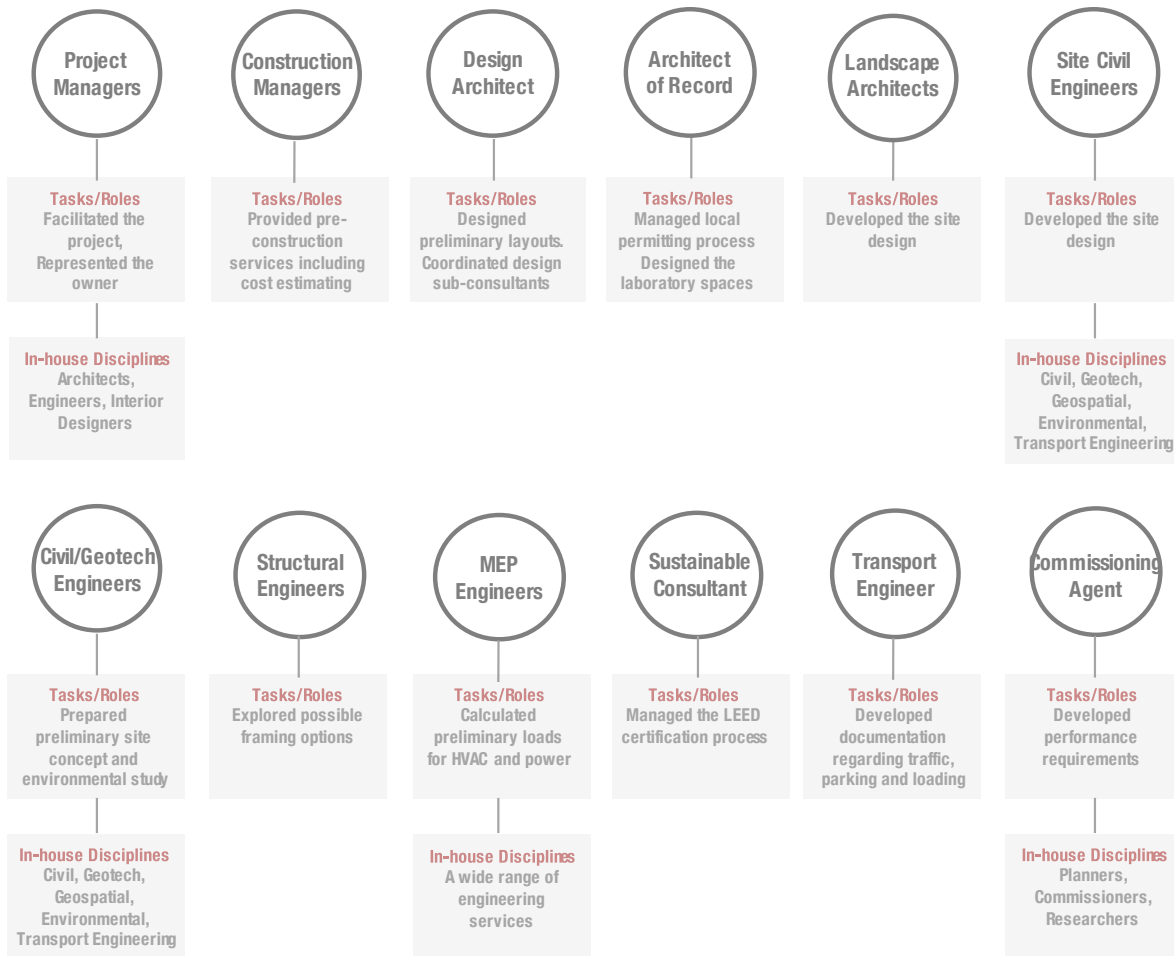 Project
Managers
Construction
Managers
Design
Architect
Architect
of Record
Landscape
Architects
Site Civil
Engineers
Tasks/Roles
Facilitated the
project,
Represented the
owner
Tasks/Roles
Provided pre-
construction
services including
cost estimating
Tasks/Roles
Designed
preliminary layouts.
Coordinated design
sub-consultants
Tasks/Roles
Managed local
permitting process
Designed the
laboratory spaces
Tasks/Roles
Developed the site
design
Tasks/Roles
Developed the site
design
In-house Disciplines
Architects,
Engineers, Interior
Designers
In-house Disciplines
Civil, Geotech,
Geospatial,
Environmental,
Transport Engineering
Civil/Geotech
Engineers
Structural
Engineers
MEP
Engineers
Sustainable
Consultant
Transport
Engineer
Commissioning
Agent
Tasks/Roles
Prepared
preliminary site
concept and
environmental study
Tasks/Roles
Explored possible
framing options
Tasks/Roles
Calculated
preliminary loads
for HVAC and power
Tasks/Roles
Managed the LEED
certification process
Tasks/Roles
Developed
documentation
regarding traffic,
parking and loading
Tasks/Roles
Developed
performance
requirements
In-house Disciplines
Civil, Geotech,
Geospatial,
Environmental,
Transport Engineering
In-house Disciplines
A wide range of
engineering
services
In-house Disciplines
Planners,
Commissioners,
Researchers